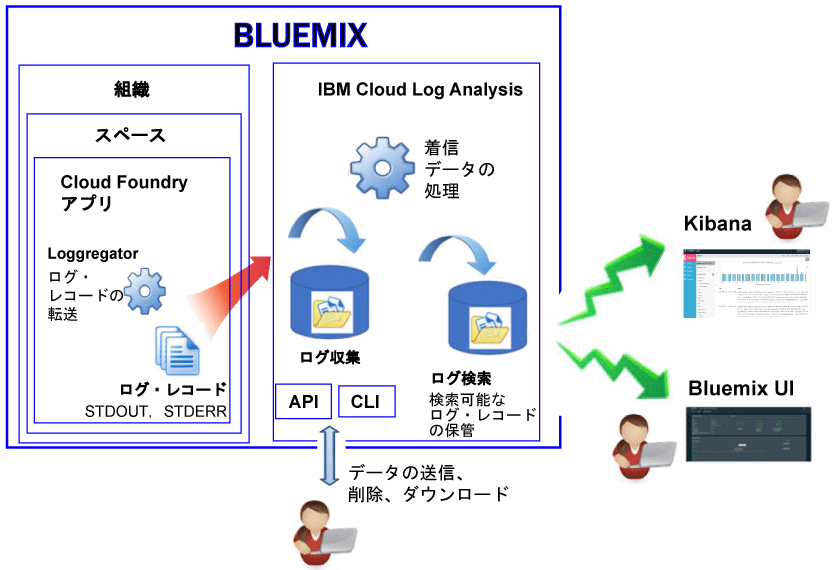 BLUEMIX
組織
スペース
Cloud Foundry
アプリ
Loggregator
ログ・
レコードの
転送
ログ・レコード
STDOUT, STDERR
IBM Cloud Log Analysis
着信
データの
処理
ログ収集
ログ検索
検索可能な
ログ・レコード
の保管
API
CLI
データの送信、
削除、ダウンロード
Kibana
Bluemix UI